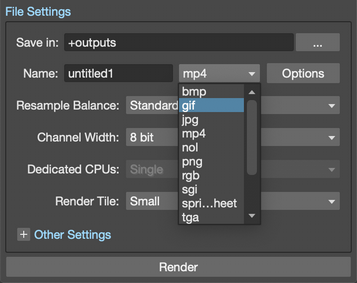 File Settings
Save in: +outputs ...
Name: untitled1 mp4 Options
bmp
gif
Resample Balance: Standard
jpg
Channel Width: 8 bit
mp4
nol
Dedicated CPUs: Single
png
rgb
Render Tile: Small
sgi
spri...heet
tga
+ Other Settings
Render